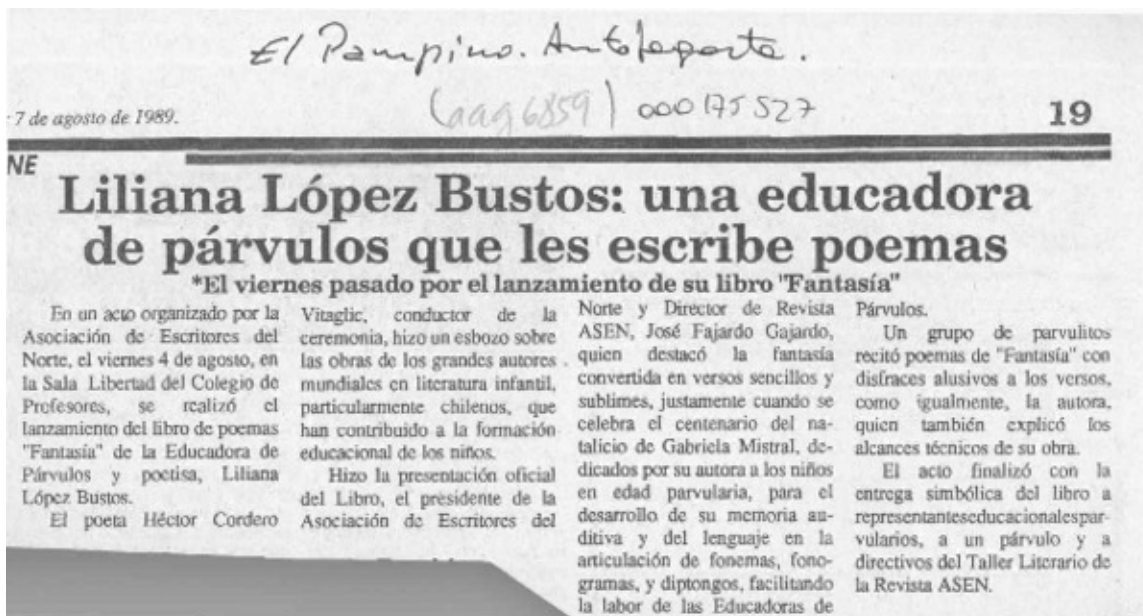 El Pampino. Antofagasta.
(aag6859) 000175527
7 de agosto de 1989.
19
NE
Liliana López Bustos: una educadora
de párvulos que les escribe poemas
*El viernes pasado por el lanzamiento de su libro "Fantasía"
En un acto organizado por la
Asociación de Escritores del
Norte, el viernes 4 de agosto, en
la Sala Libertad del Colegio de
Profesores, se realizó el
lanzamiento del libro de poemas
"Fantasía" de la Educadora de
Párvulos y poetisa, Liliana
López Bustos.
El poeta Héctor Cordero
Vitaglic, conductor de la
ceremonia, hizo un esbozo sobre
las obras de los grandes autores
mundiales en literatura infantil,
particularmente chilenos, que
han contribuido a la formación
educacional de los niños.
Hizo la presentación oficial
del Libro, el presidente de la
Asociación de Escritores del
Norte y Director de Revista
ASEN, José Fajardo Gajardo,
quien destacó la fantasía
convertida en versos sencillos y
sublimes, justamente cuando se
celebra el centenario del na-
talicio de Gabriela Mistral, de-
dicados por su autora a los niños
en edad parvularia, para el
desarrollo de su memoria au-
ditiva y del lenguaje en la
articulación de fonemas, fono-
gramas, y diptongos, facilitando
la labor de las Educadoras de
Párvulos.
Un grupo de parvulitos
recitó poemas de "Fantasía" con
disfraces alusivos a los versos,
como igualmente, la autora,
quien también explicó los
alcances técnicos de su obra.
El acto finalizó con la
entrega simbólica del libro a
representanteseducacionalespar-
vularios, a un párvulo y a
directivos del Taller Literario de
la Revista ASEN.